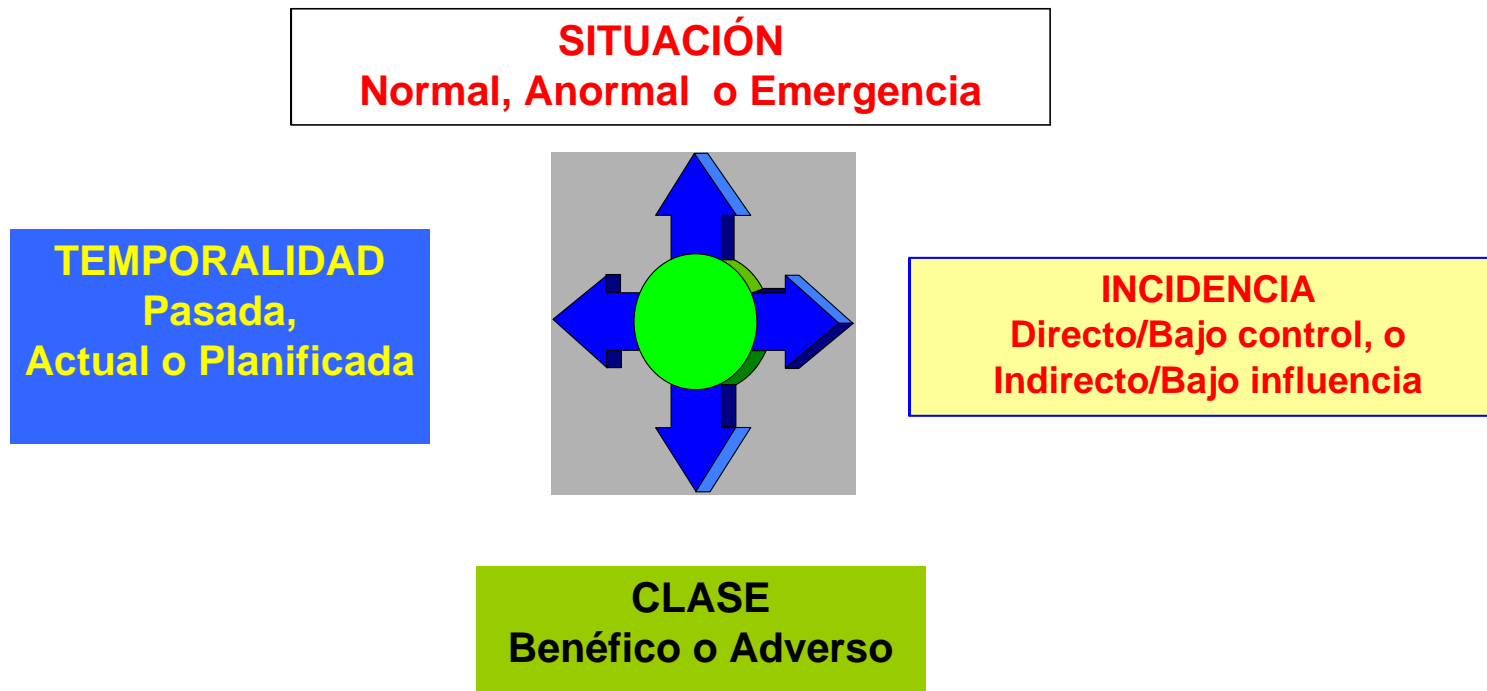 SITUACIÓN
Normal, Anormal o Emergencia
TEMPORALIDAD
Pasada,
Actual o Planificada
INCIDENCIA
Directo/Bajo control, o
Indirecto/Bajo influencia
CLASE
Benéfico o Adverso